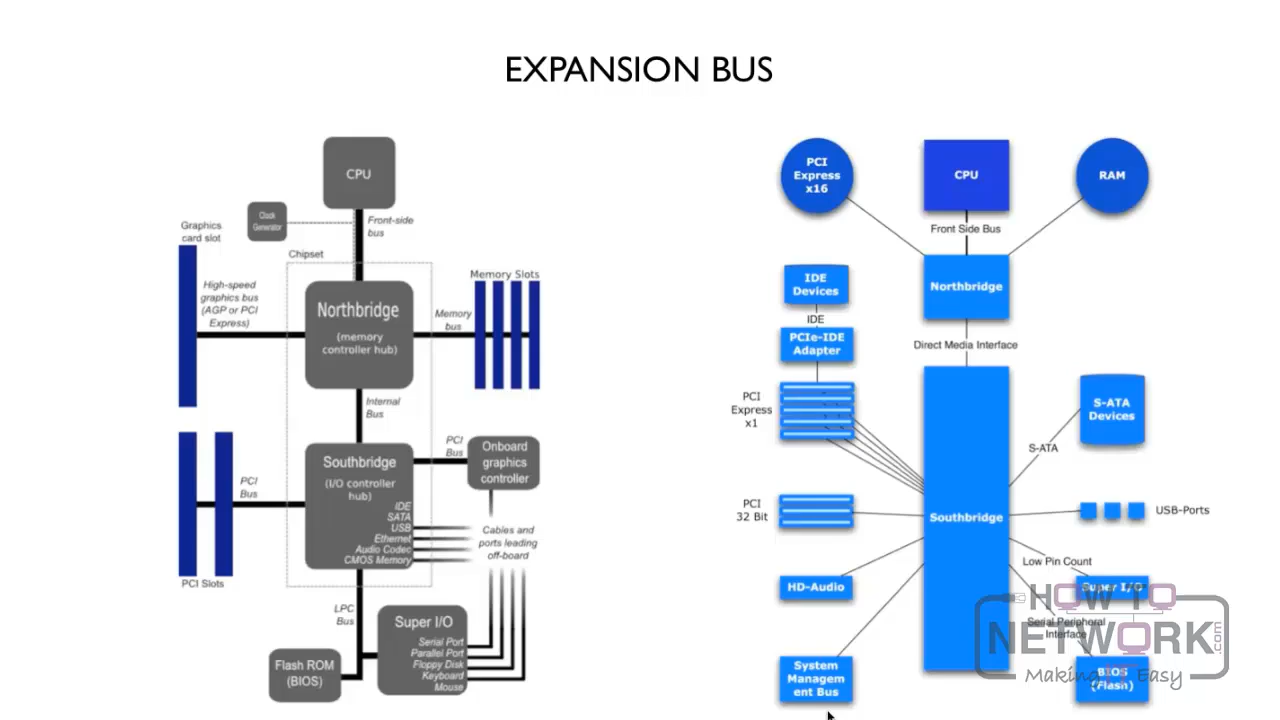 EXPANSION BUS
CPU
Clock
Generator
Front-side
bus
Graphics
card slot
Chipset
High-speed
graphics bus
(AGP or PCI
Express)
Northbridge
(memory
controller hub)
Memory
bus
Memory Slots
Internal
Bus
PCI
Bus
Onboard
graphics
controller
Southbridge
(I/O controller
hub)
IDE
SATA
USB
Ethernet
Audio Codec
CMOS Memory
PCI
Bus
PCI Slots
Cables and
ports leading
off-board
LPC
Bus
Super I/O
Serial Port
Parallel Port
Floppy Disk
Keyboard
Mouse
Flash ROM
(BIOS)
PCI
Express
x16
CPU
RAM
Front Side Bus
Northbridge
IDE
Devices
IDE
PCIe-IDE
Adapter
Direct Media Interface
PCI
Express
x1
S-ATA
Devices
S-ATA
PCI
32 Bit
Southbridge
USB-Ports
Low Pin Count
HD-Audio
Super I/O
Serial Peripheral
Interface
System
Managem
ent Bus
BIOS
(Flash)
HOW TO
NETWORK.com
Making IT Easy